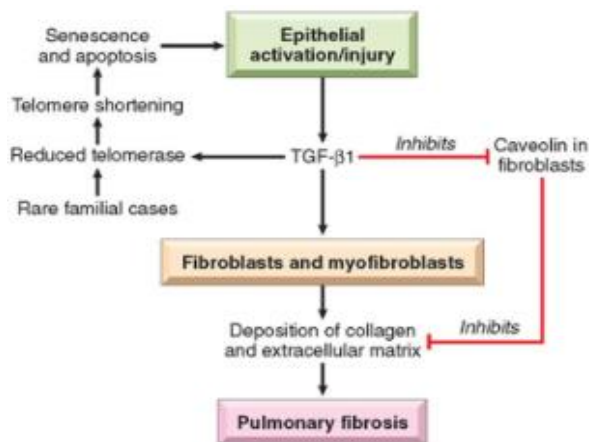 Senescence
and apoptosis
Epithelial
activation/injury
Telomere shortening
Reduced telomerase
TGF-β1
Inhibits
Caveolin in
fibroblasts
Rare familial cases
Fibroblasts and myofibroblasts
Deposition of collagen
and extracellular matrix
Inhibits
Pulmonary fibrosis